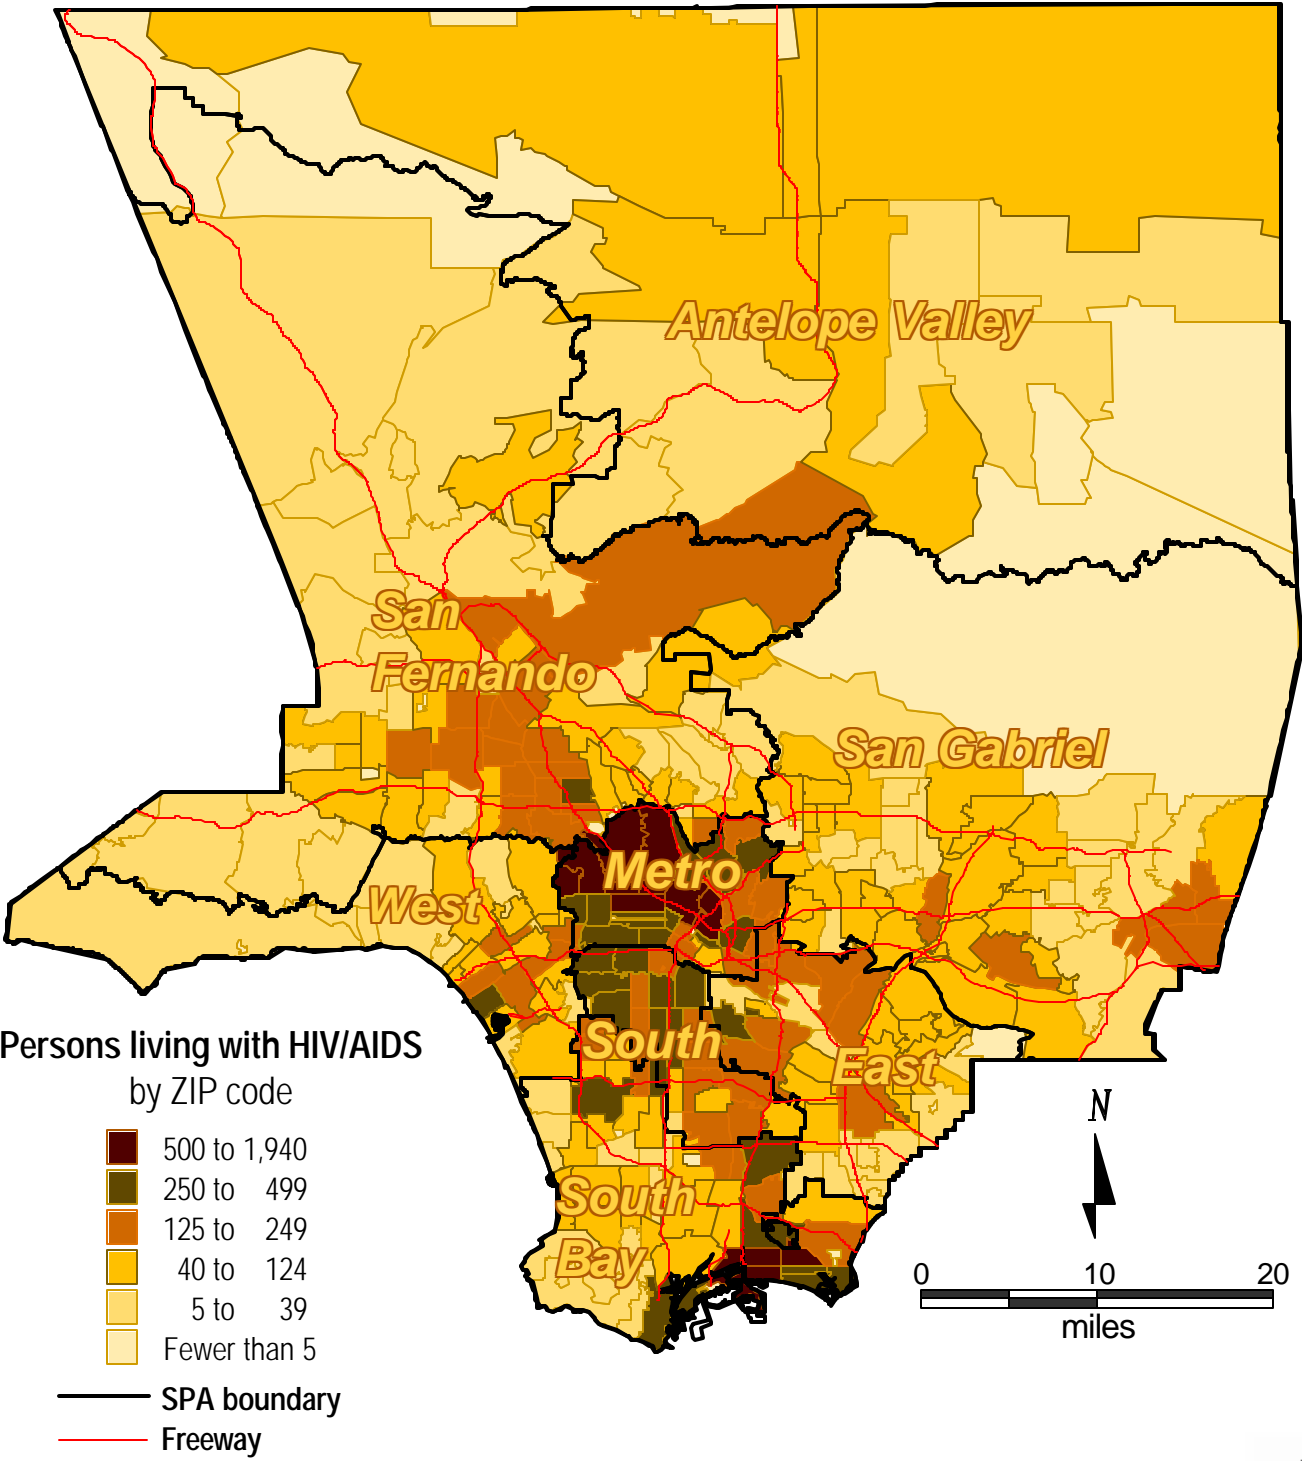 Antelope Valley
San
Fernando
San Gabriel
Metro
West
South
East
South
Bay
Persons living with HIV/AIDS
by ZIP code
500 to 1,940
250 to 499
125 to 249
40 to 124
5 to 39
Fewer than 5
SPA boundary
Freeway
N
0 10 20
miles